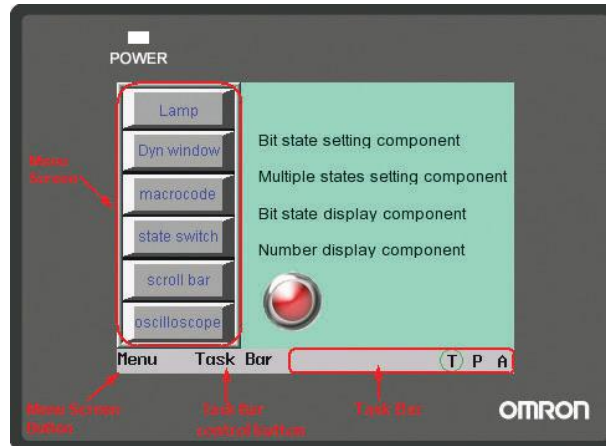 POWER
Lamp
Dyn window
macrocode
state switch
scroll bar
oscilloscope
Bit state setting component
Multiple states setting component
Bit state display component
Number display component
Menu
Screen
Menu Task Bar T P A
Menu Screen
Button
Task Bar
control button
Task Bar
OMRON